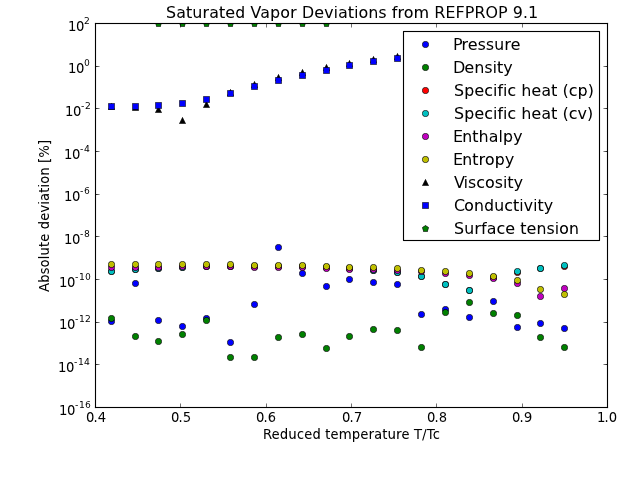 Saturated Vapor Deviations from REFPROP 9.1
10^2
10^0
10^-2
10^-4
10^-6
10^-8
10^-10
10^-12
10^-14
10^-16
Absolute deviation [%]
Pressure
Density
Specific heat (cp)
Specific heat (cv)
Enthalpy
Entropy
Viscosity
Conductivity
Surface tension
0.4 0.5 0.6 0.7 0.8 0.9 1.0
Reduced temperature T/Tc